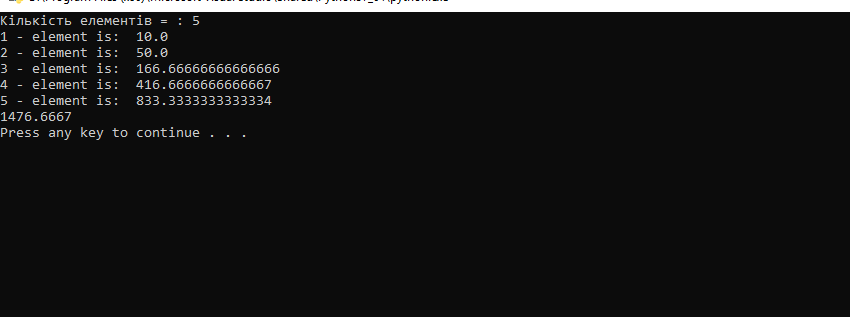 Кількість елементів = : 5
1 - element is:  10.0
2 - element is:  50.0
3 - element is:  166.66666666666666
4 - element is:  416.6666666666667
5 - element is:  833.3333333333334
1476.6667
Press any key to continue . . .